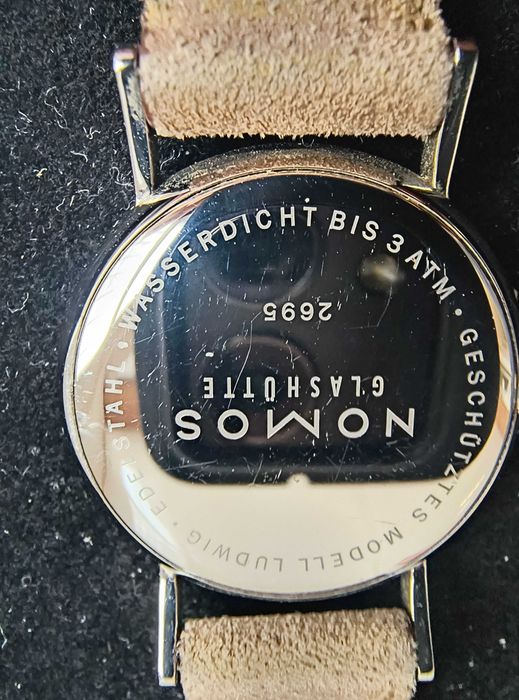 NOMOS
GLASHÜTTE
2695
WASSERDICHT BIS 3 ATM · GESCHÜTZTES MODELL LUDWIG · EDELSTAHL ·